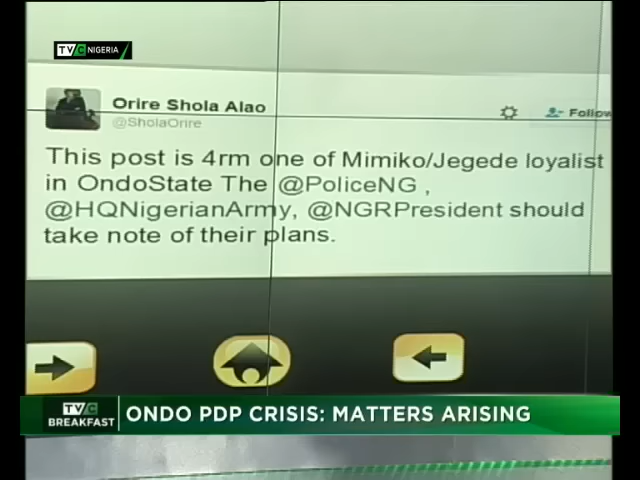 TVC NIGERIA
Orire Shola Alao
@SholaOrire
Follow
This post is 4rm one of Mimiko/Jegede loyalist
in OndoState The @PoliceNG ,
@HQNigerianArmy, @NGRPresident should
take note of their plans.
TVC
BREAKFAST
ONDO PDP CRISIS: MATTERS ARISING